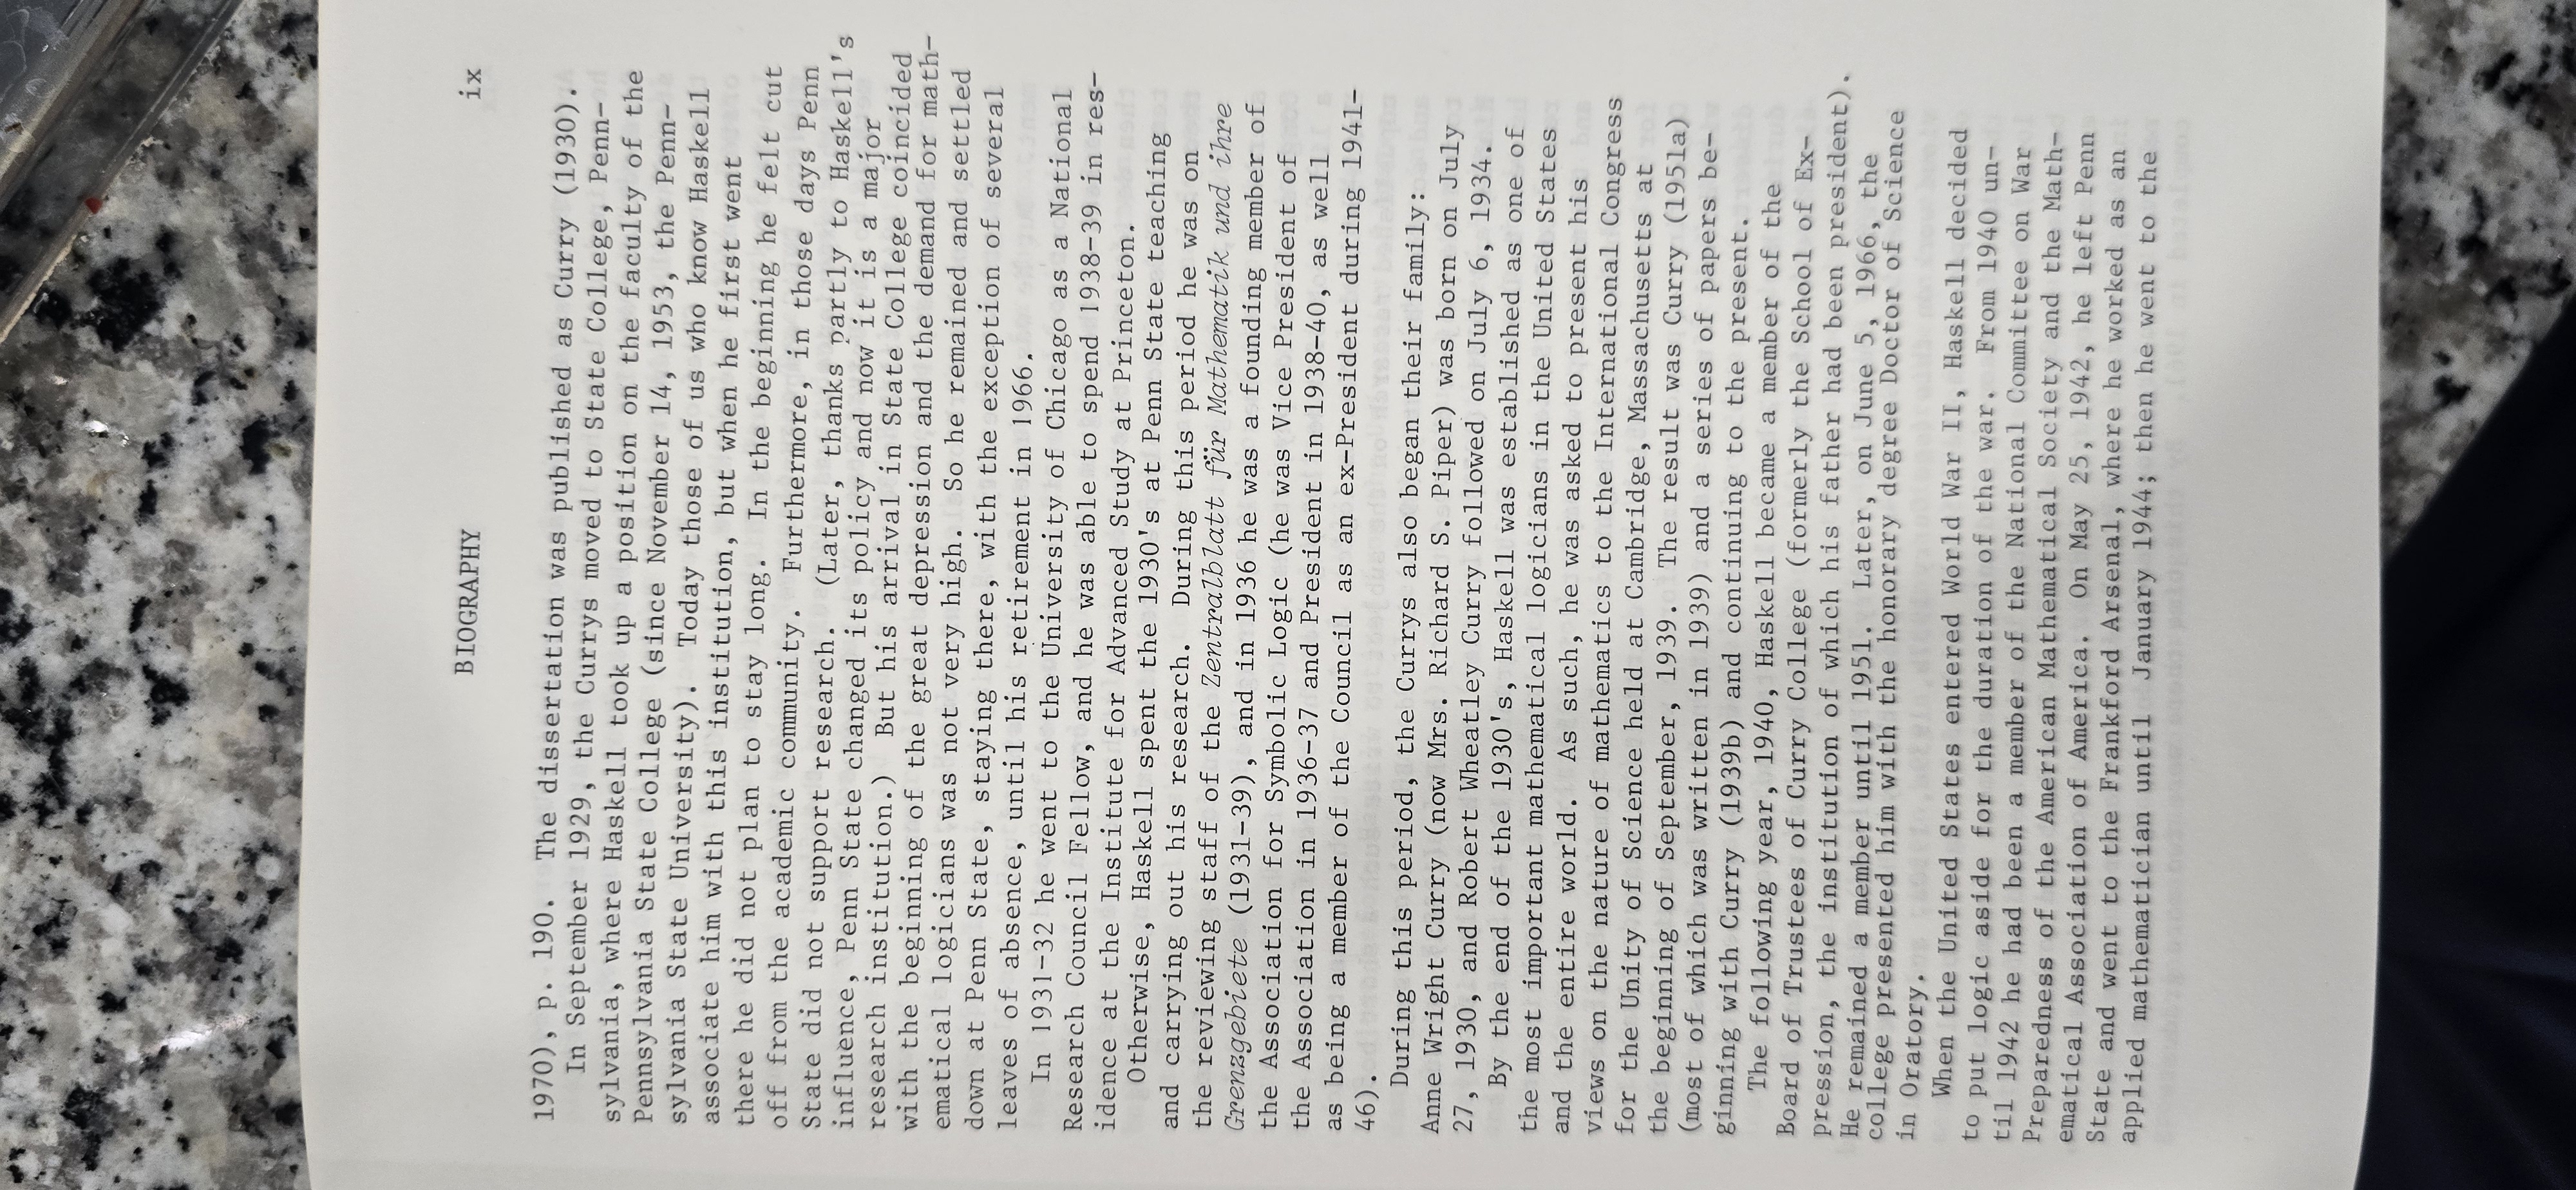 BIOGRAPHY ix
1970), p. 190. The dissertation was published as Curry (1930).
In September 1929, the Currys moved to State College, Penn-
sylvania, where Haskell took up a position on the faculty of the
Pennsylvania State College (since November 14, 1953, the Penn-
sylvania State University). Today those of us who know Haskell
associate him with this institution, but when he first went
there he did not plan to stay long. In the beginning he felt cut
off from the academic community. Furthermore, in those days Penn
State did not support research. (Later, thanks partly to Haskell's
influence, Penn State changed its policy and now it is a major
research institution.) But his arrival in State College coincided
with the beginning of the great depression and the demand for math-
ematical logicians was not very high. So he remained and settled
down at Penn State, staying there, with the exception of several
leaves of absence, until his retirement in 1966.
In 1931-32 he went to the University of Chicago as a National
Research Council Fellow, and he was able to spend 1938-39 in res-
idence at the Institute for Advanced Study at Princeton.
Otherwise, Haskell spent the 1930's at Penn State teaching
and carrying out his research. During this period he was on
the reviewing staff of the Zentralblatt für Mathematik und ihre
Grenzgebiete (1931-39), and in 1936 he was a founding member of
the Association for Symbolic Logic (he was Vice President of
the Association in 1936-37 and President in 1938-40, as well
as being a member of the Council as an ex-President during 1941-
46).
During this period, the Currys also began their family:
Anne Wright Curry (now Mrs. Richard S. Piper) was born on July
27, 1930, and Robert Wheatley Curry followed on July 6, 1934.
By the end of the 1930's, Haskell was established as one of
the most important mathematical logicians in the United States
and the entire world. As such, he was asked to present his
views on the nature of mathematics to the International Congress
for the Unity of Science held at Cambridge, Massachusetts at
the beginning of September, 1939. The result was Curry (1951a)
(most of which was written in 1939) and a series of papers be-
ginning with Curry (1939b) and continuing to the present.
The following year, 1940, Haskell became a member of the
Board of Trustees of Curry College (formerly the School of Ex-
pression, the institution of which his father had been president).
He remained a member until 1951. Later, on June 5, 1966, the
college presented him with the honorary degree Doctor of Science
in Oratory.
When the United States entered World War II, Haskell decided
to put logic aside for the duration of the war. From 1940 un-
til 1942 he had been a member of the National Committee on War
Preparedness of the American Mathematical Society and the Math-
ematical Association of America. On May 25, 1942, he left Penn
State and went to the Frankford Arsenal, where he worked as an
applied mathematician until January 1944; then he went to the